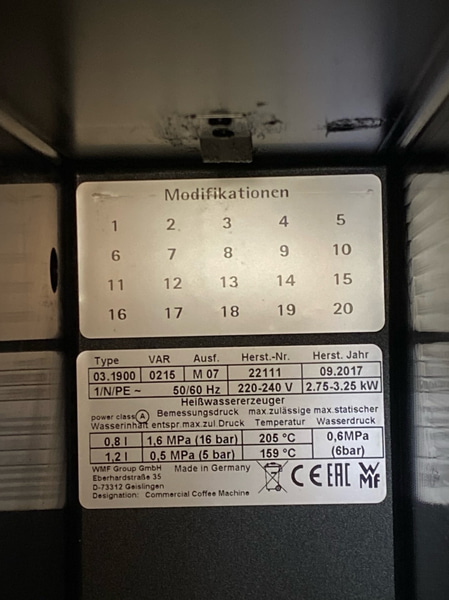 Modifikationen
1 2 3 4 5
6 7 8 9 10
11 12 13 14 15
16 17 18 19 20
Type VAR Ausf. Herst.-Nr. Herst. Jahr
03.1900 0215 M 07 22111 09.2017
1/N/PE ~ 50/60 Hz 220-240 V 2.75-3.25 kW
Heißwassererzeuger
power class A Bemessungsdruck max.zulässige max.statischer
Wasserinhalt entspr.max.zul.Druck Temperatur Wasserdruck
0,8 l 1,6 MPa (16 bar) 205 °C 0,6MPa
1,2 l 0,5 MPa (5 bar) 159 °C (6bar)
WMF Group GmbH Made in Germany
Eberhardstraße 35
D-73312 Geislingen
Designation: Commercial Coffee Machine
CE EAC WMF